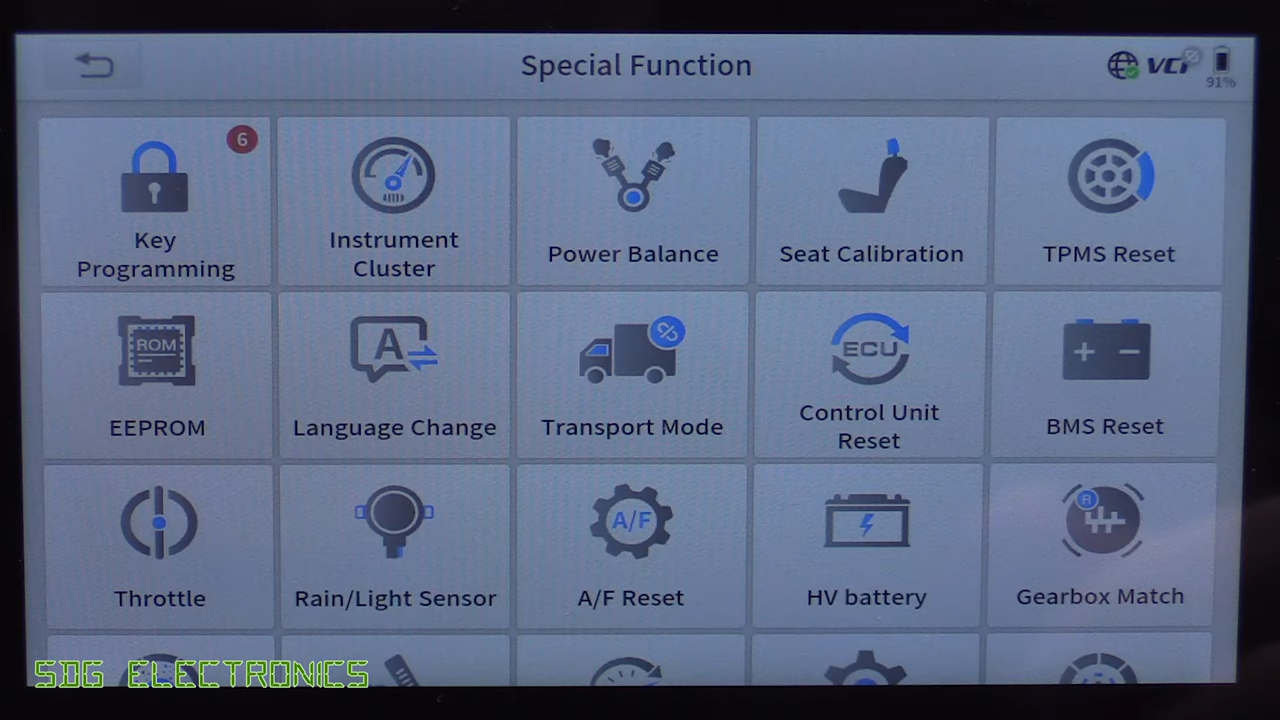 Special Function
VCI
91%
6
Key
Programming
Instrument
Cluster
Power Balance
Seat Calibration
TPMS Reset
ROM
EEPROM
A
Language Change
Transport Mode
ECU
Control Unit
Reset
+ -
BMS Reset
Throttle
Rain/Light Sensor
A/F
A/F Reset
HV battery
R
Gearbox Match
SDG ELECTRONICS